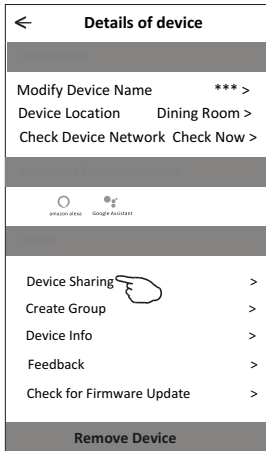 Details of device
Modify Device Name *** >
Device Location Dining Room >
Check Device Network Check Now >
amazon alexa Google Assistant
Device Sharing >
Create Group >
Device Info >
Feedback >
Check for Firmware Update >
Remove Device